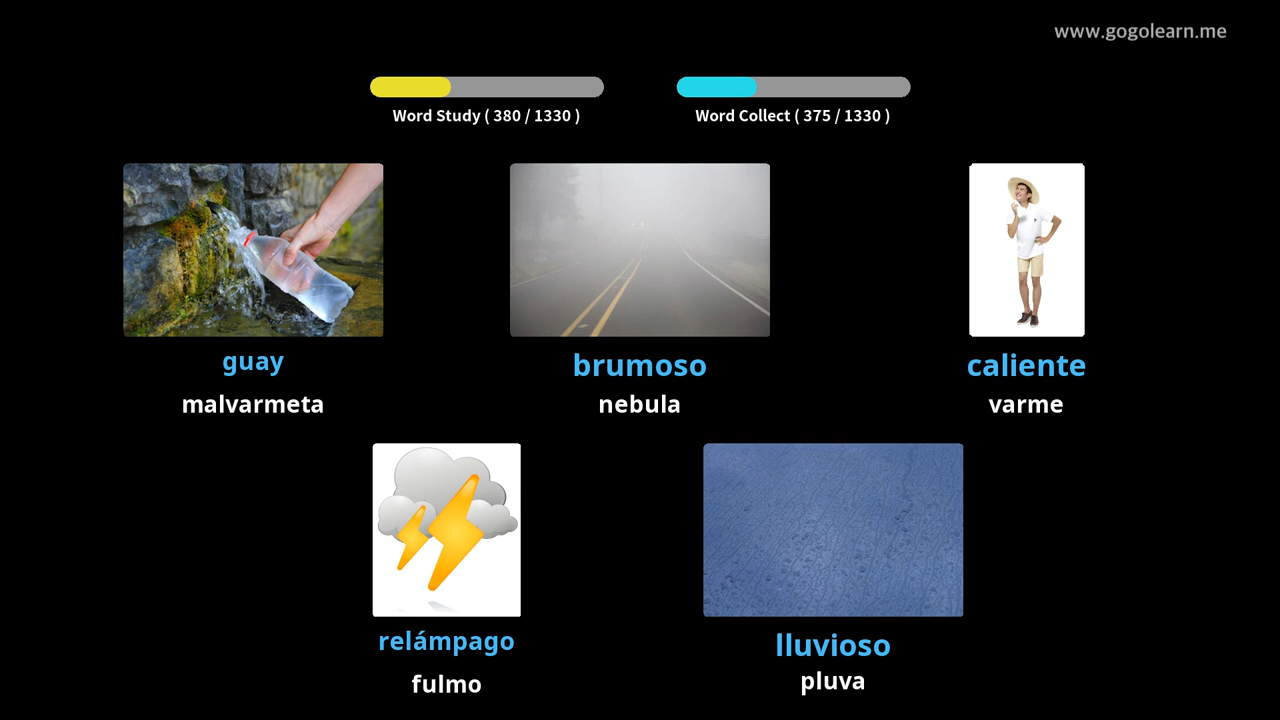 www.gogolearn.me
Word Study ( 380 / 1330 )
Word Collect ( 375 / 1330 )
guay
brumoso
caliente
malvarmeta
nebula
varme
relámpago
lluvioso
fulmo
pluva